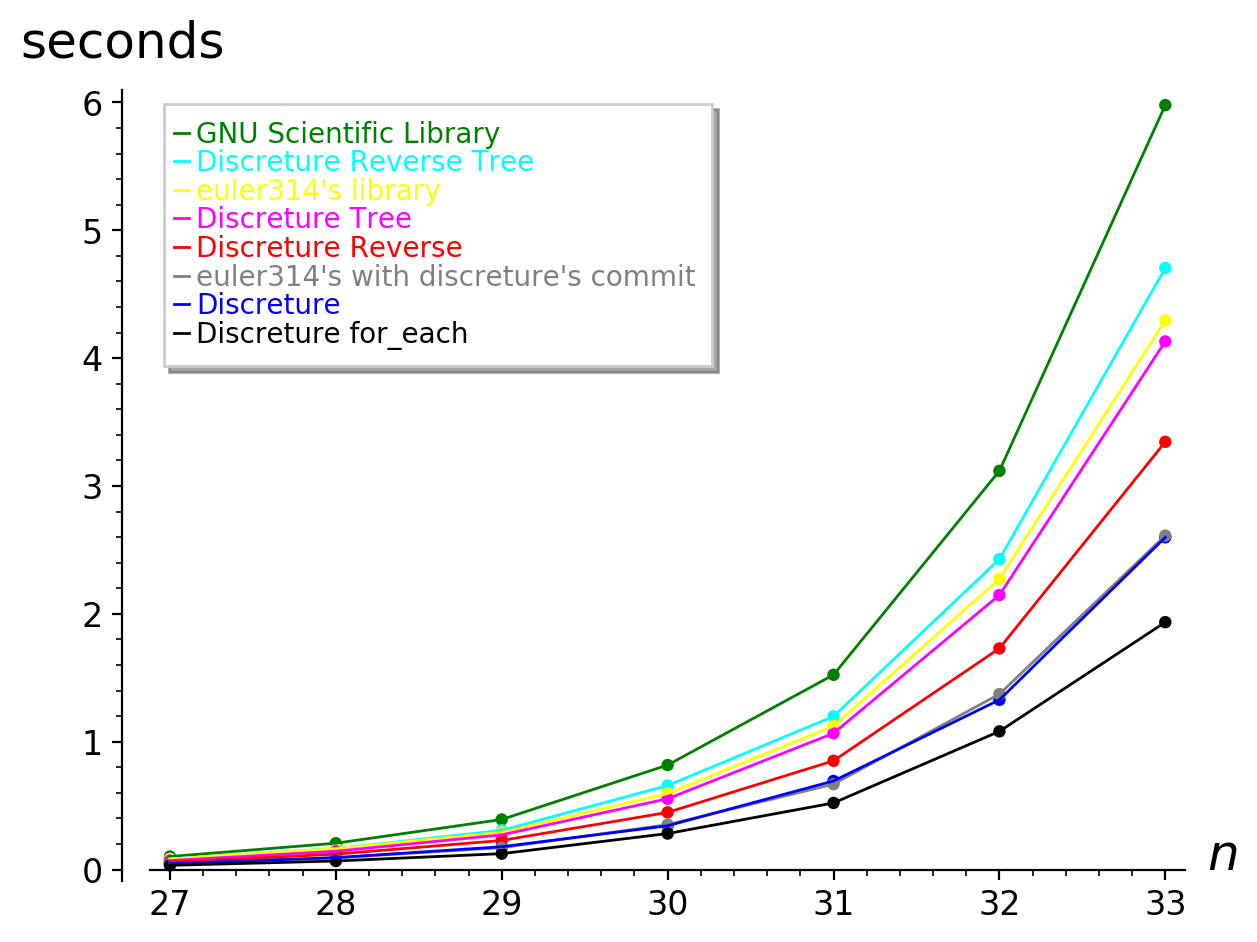 seconds
6
GNU Scientific Library
Discreture Reverse Tree
euler314's library
Discreture Tree
Discreture Reverse
euler314's with discreture's commit
Discreture
Discreture for_each
5
4
3
2
1
0
n
27 28 29 30 31 32 33